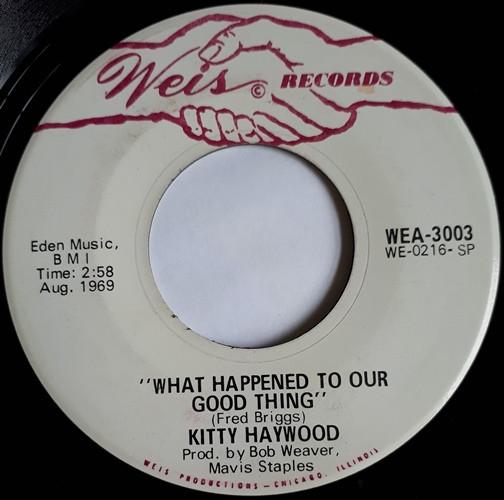 Weis © RECORDS
Eden Music,
B M I
Time: 2:58
Aug. 1969
WEA-3003
WE-0216- SP
"WHAT HAPPENED TO OUR
GOOD THING"
(Fred Briggs)
KITTY HAYWOOD
Prod. by Bob Weaver,
Mavis Staples
WEIS PRODUCTIONS-CHICAGO, ILLINOIS